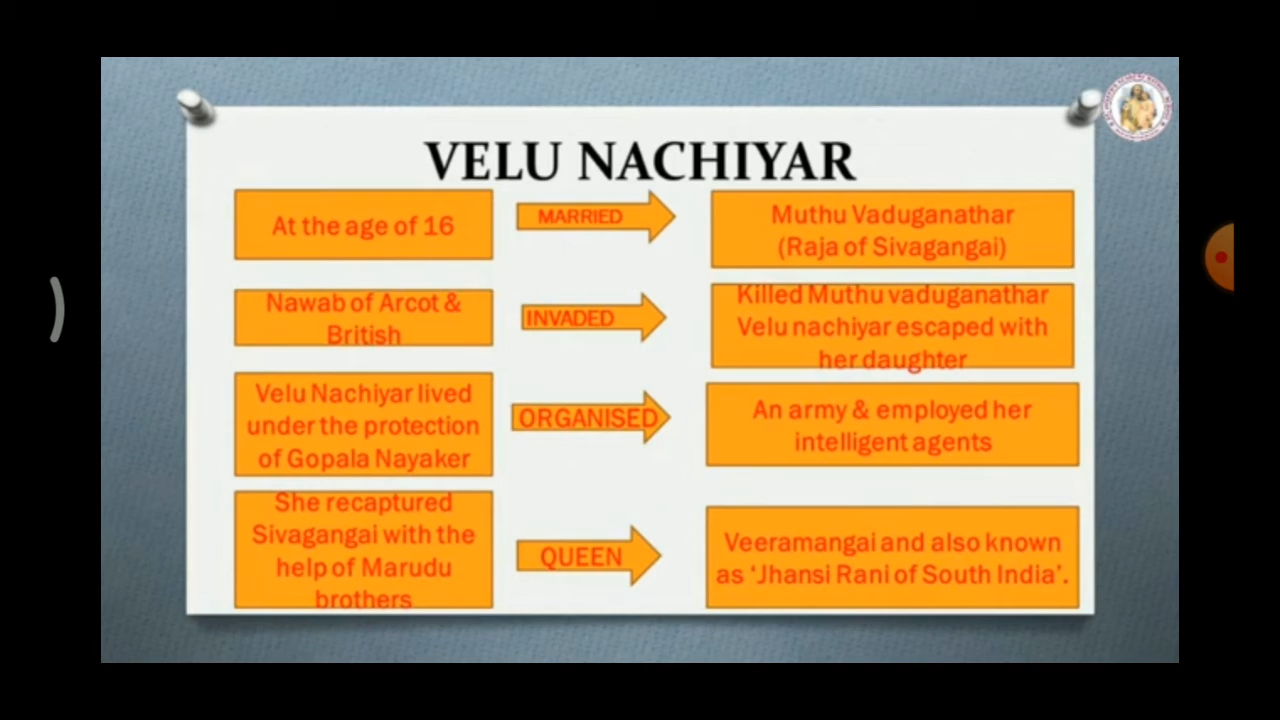 VELU NACHIYAR
At the age of 16
MARRIED
Muthu Vaduganathar
(Raja of Sivagangai)
Nawab of Arcot &
British
INVADED
Killed Muthu vaduganathar
Velu nachiyar escaped with
her daughter
Velu Nachiyar lived
under the protection
of Gopala Nayaker
ORGANISED
An army & employed her
intelligent agents
She recaptured
Sivagangai with the
help of Marudu
brothers
QUEEN
Veeramangai and also known
as ‘Jhansi Rani of South India’.